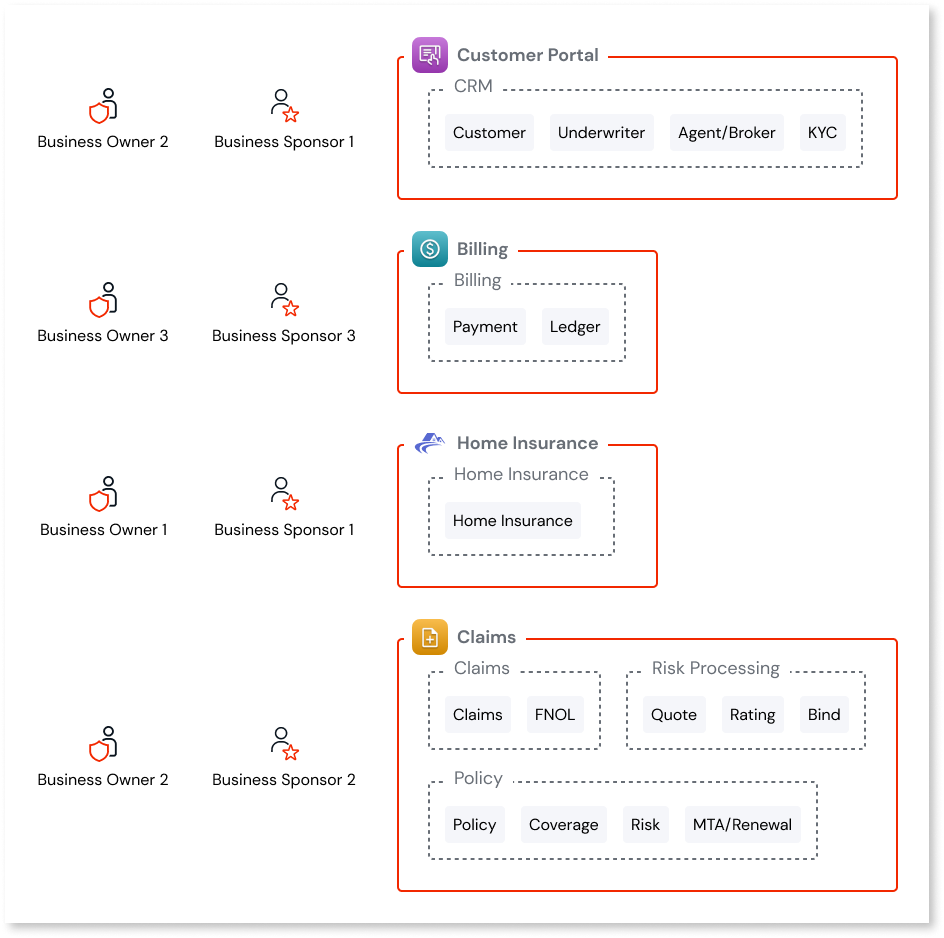 Customer Portal
CRM
Business Owner 2
Business Sponsor 1
Customer
Underwriter
Agent/Broker
KYC
Billing
Billing
Business Owner 3
Business Sponsor 3
Payment
Ledger
Home Insurance
Home Insurance
Business Owner 1
Business Sponsor 1
Home Insurance
Claims
Claims
Risk Processing
Claims
FNOL
Quote
Rating
Bind
Business Owner 2
Business Sponsor 2
Policy
Policy
Coverage
Risk
MTA/Renewal